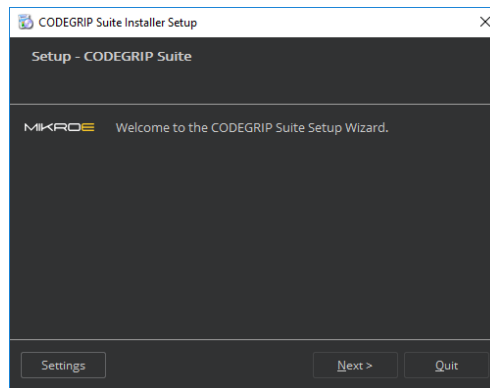 CODEGRIP Suite Installer Setup
Setup - CODEGRIP Suite
MIKROE Welcome to the CODEGRIP Suite Setup Wizard.
Settings Next > Quit